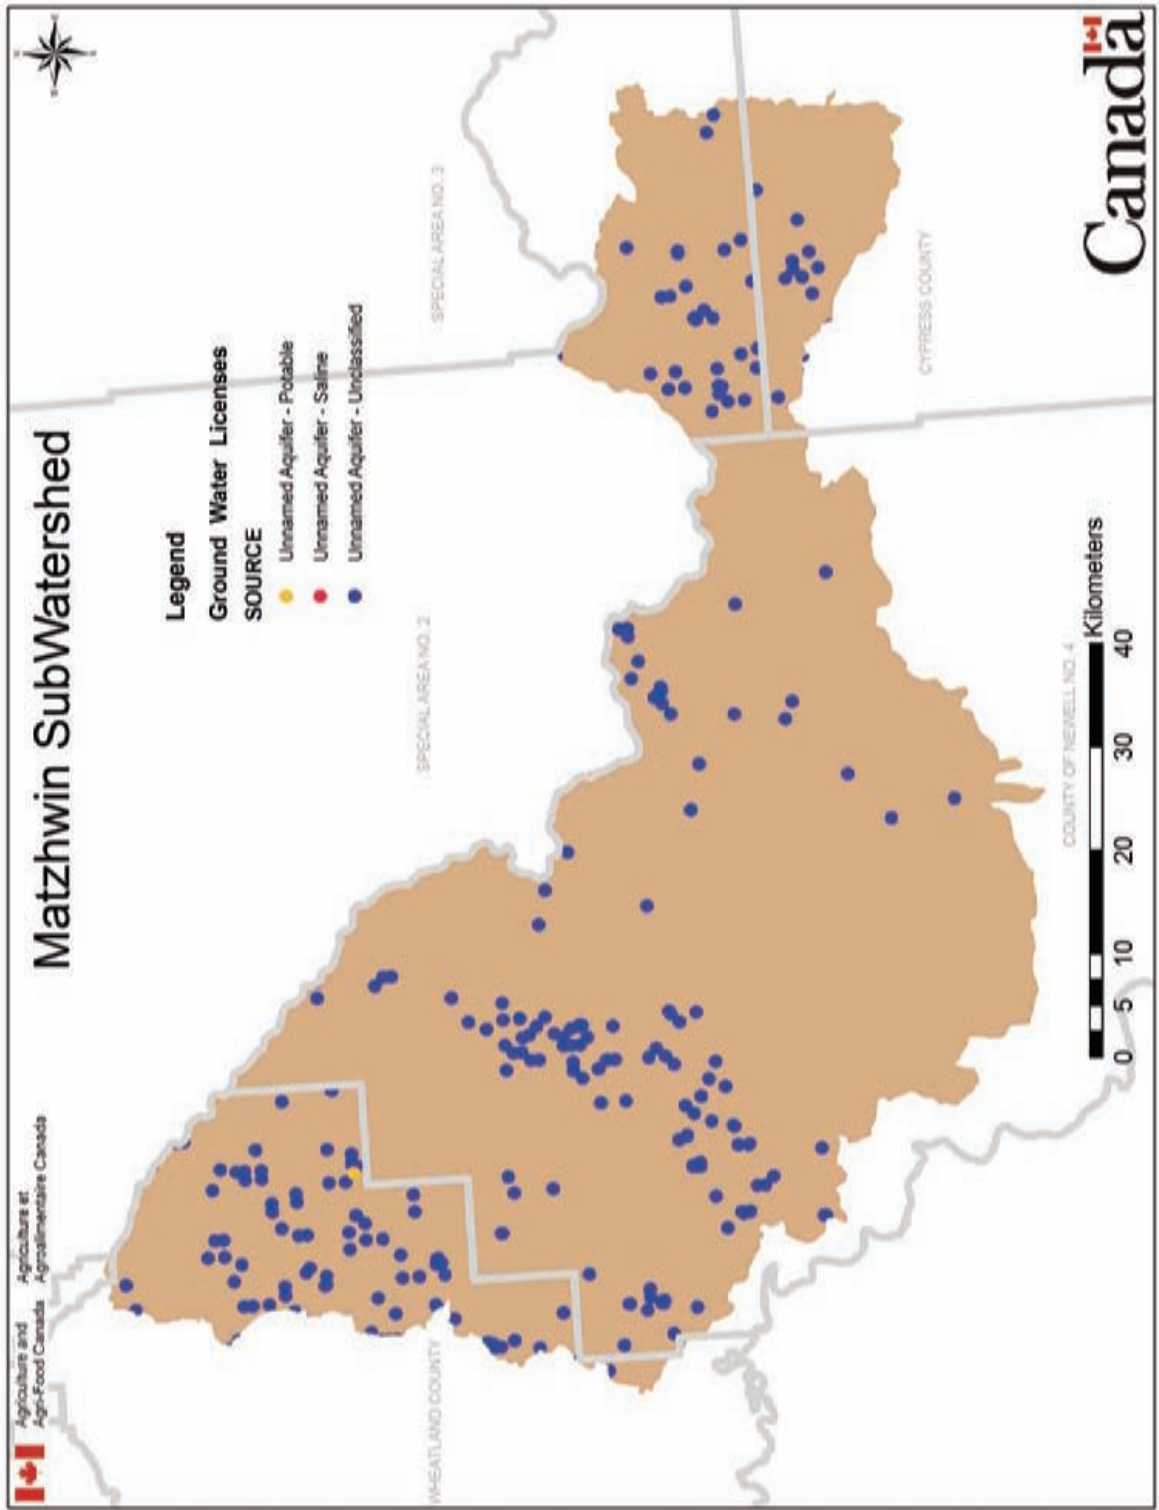 Agriculture and
Agri-Food Canada
Agriculture et
Agroalimentaire Canada
Matzhwin SubWatershed
Legend
Ground Water Licenses
SOURCE
Unnamed Aquifer - Potable
Unnamed Aquifer - Saline
Unnamed Aquifer - Unclassified
SPECIAL AREA NO. 2
SPECIAL AREA NO. 3
WHEATLAND COUNTY
COUNTY OF NEWELL NO. 4
CYPRESS COUNTY
0 5 10 20 30 40
Kilometers
Canada